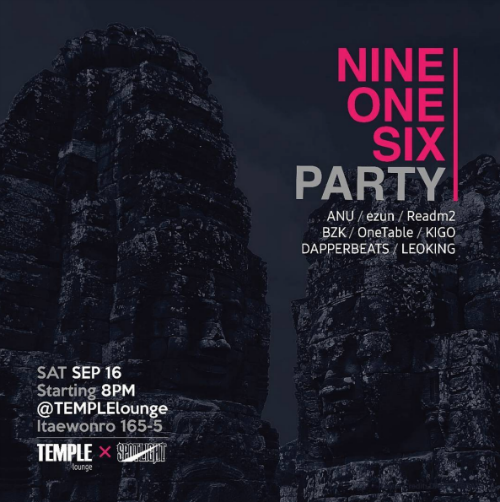 NINE
ONE
SIX
PARTY
ANU / ezun / Readm2
BZK / OneTable / KIGO
DAPPERBEATS / LEOKING
SAT SEP 16
Starting 8PM
@TEMPLElounge
Itaewonro 165-5
TEMPLE × SPOTLIGHT
lounge